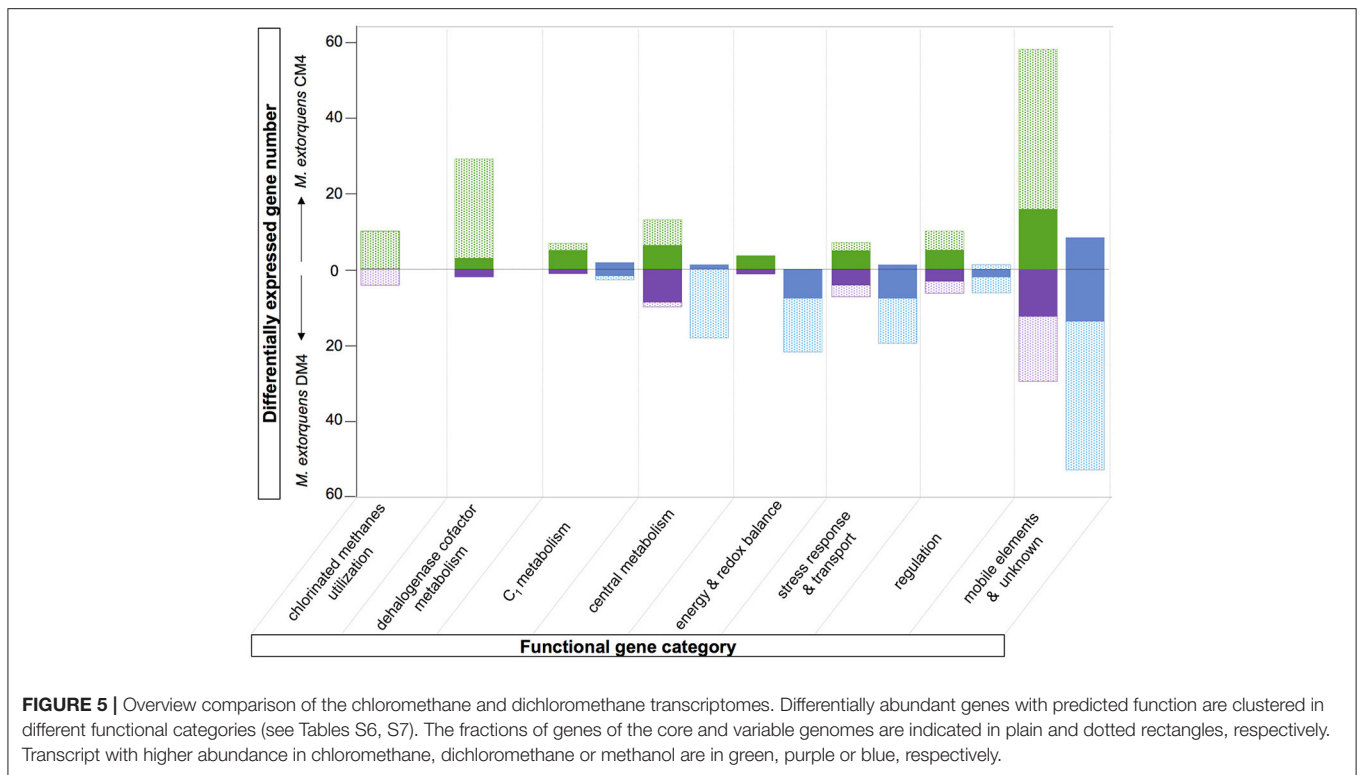 Differentially expressed gene number
M. extorquens DM4
M. extorquens CM4
60
40
20
0
20
40
60
chlorinated methanes
utilization
dehalogenase cofactor
metabolism
C₁ metabolism
central metabolism
energy & redox balance
stress response
& transport
regulation
mobile elements
& unknown
Functional gene category
FIGURE 5 | Overview comparison of the chloromethane and dichloromethane transcriptomes. Differentially abundant genes with predicted function are clustered in
different functional categories (see Tables S6, S7). The fractions of genes of the core and variable genomes are indicated in plain and dotted rectangles, respectively.
Transcript with higher abundance in chloromethane, dichloromethane or methanol are in green, purple or blue, respectively.